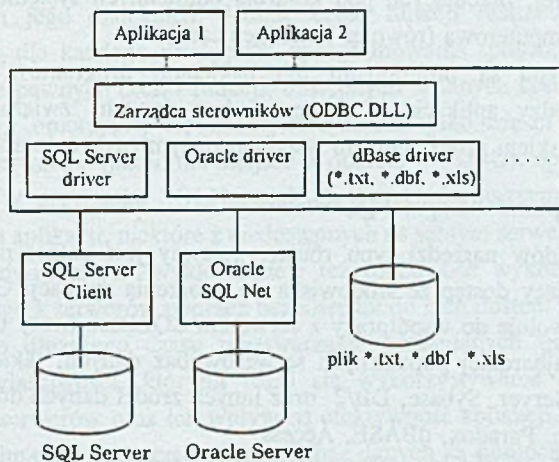 Aplikacja 1
Aplikacja 2
Zarządca sterowników (ODBC.DLL)
SQL Server
driver
Oracle driver
dBase driver
(*.txt, *.dbf, *.xls)
. . . .
SQL Server
Client
Oracle
SQL Net
plik *.txt, *.dbf , *.xls
SQL Server
Oracle Server